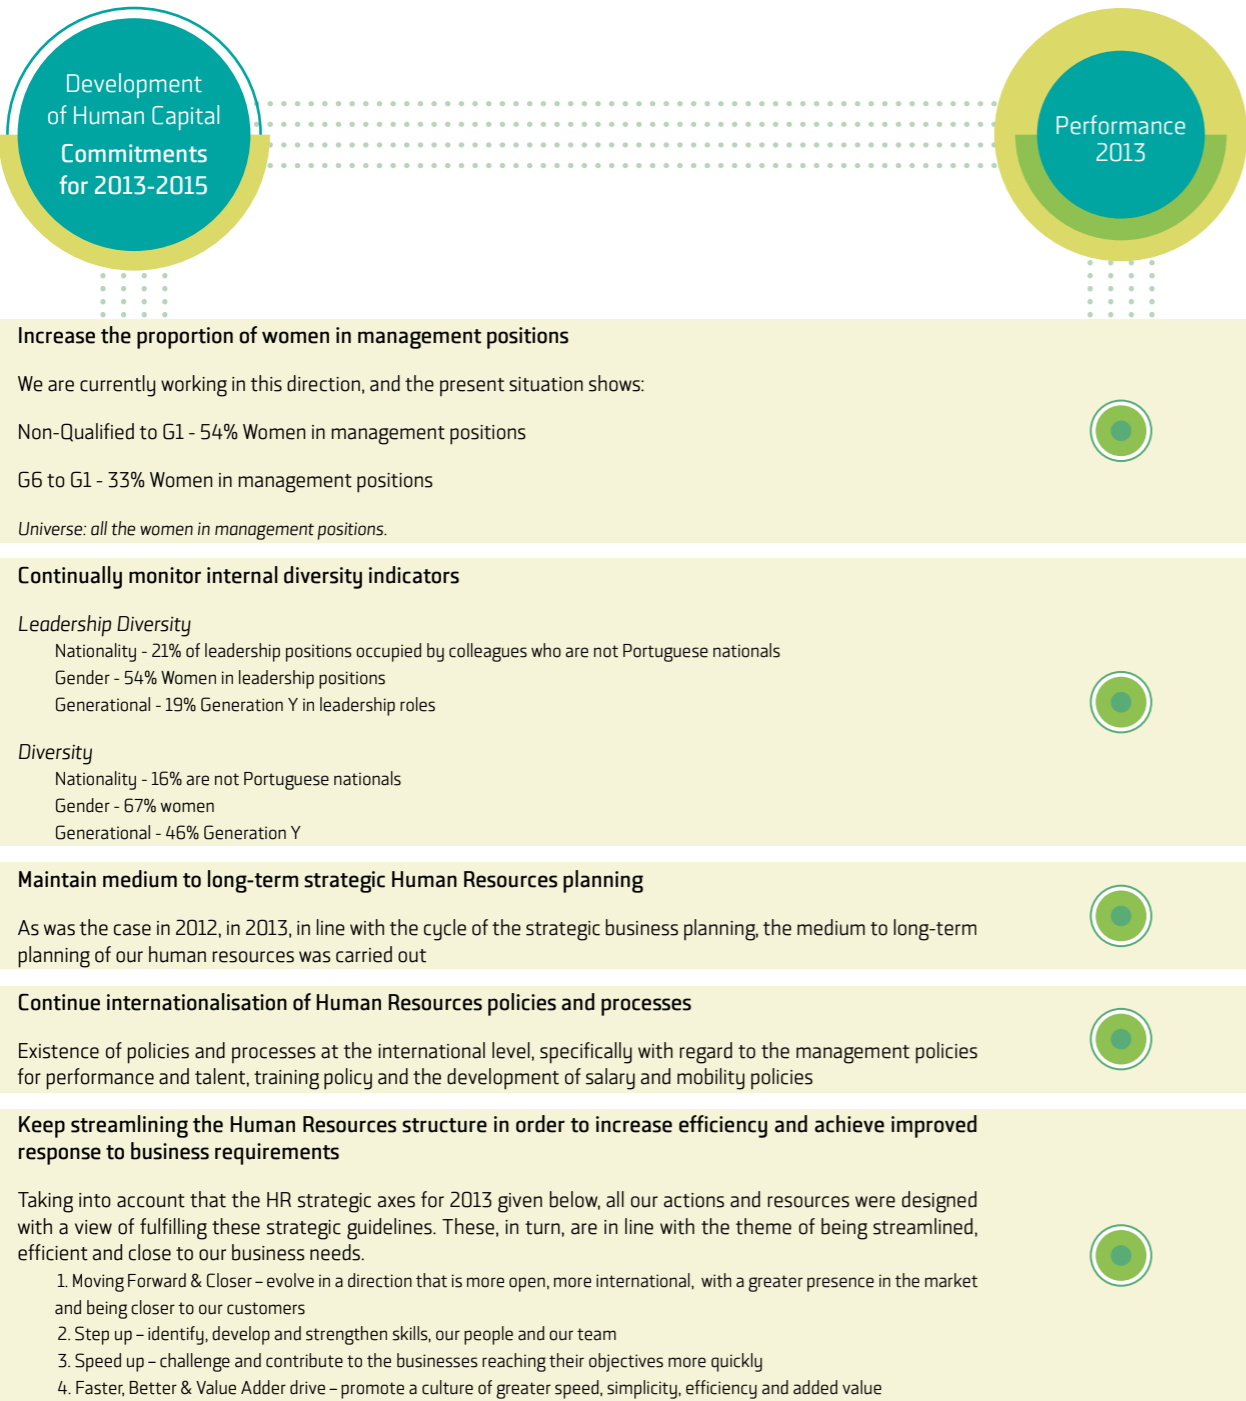 Development
of Human Capital
Commitments
for 2013-2015
Performance
2013
Increase the proportion of women in management positions
We are currently working in this direction, and the present situation shows:
Non-Qualified to G1 - 54% Women in management positions
G6 to G1 - 33% Women in management positions
Universe: all the women in management positions.
Continually monitor internal diversity indicators
Leadership Diversity
Nationality - 21% of leadership positions occupied by colleagues who are not Portuguese nationals
Gender - 54% Women in leadership positions
Generational - 19% Generation Y in leadership roles
Diversity
Nationality - 16% are not Portuguese nationals
Gender - 67% women
Generational - 46% Generation Y
Maintain medium to long-term strategic Human Resources planning
As was the case in 2012, in 2013, in line with the cycle of the strategic business planning, the medium to long-term
planning of our human resources was carried out
Continue internationalisation of Human Resources policies and processes
Existence of policies and processes at the international level, specifically with regard to the management policies
for performance and talent, training policy and the development of salary and mobility policies
Keep streamlining the Human Resources structure in order to increase efficiency and achieve improved
response to business requirements
Taking into account that the HR strategic axes for 2013 given below, all our actions and resources were designed
with a view of fulfilling these strategic guidelines. These, in turn, are in line with the theme of being streamlined,
efficient and close to our business needs.
1. Moving Forward & Closer – evolve in a direction that is more open, more international, with a greater presence in the market
and being closer to our customers
2. Step up – identify, develop and strengthen skills, our people and our team
3. Speed up – challenge and contribute to the businesses reaching their objectives more quickly
4. Faster, Better & Value Adder drive – promote a culture of greater speed, simplicity, efficiency and added value